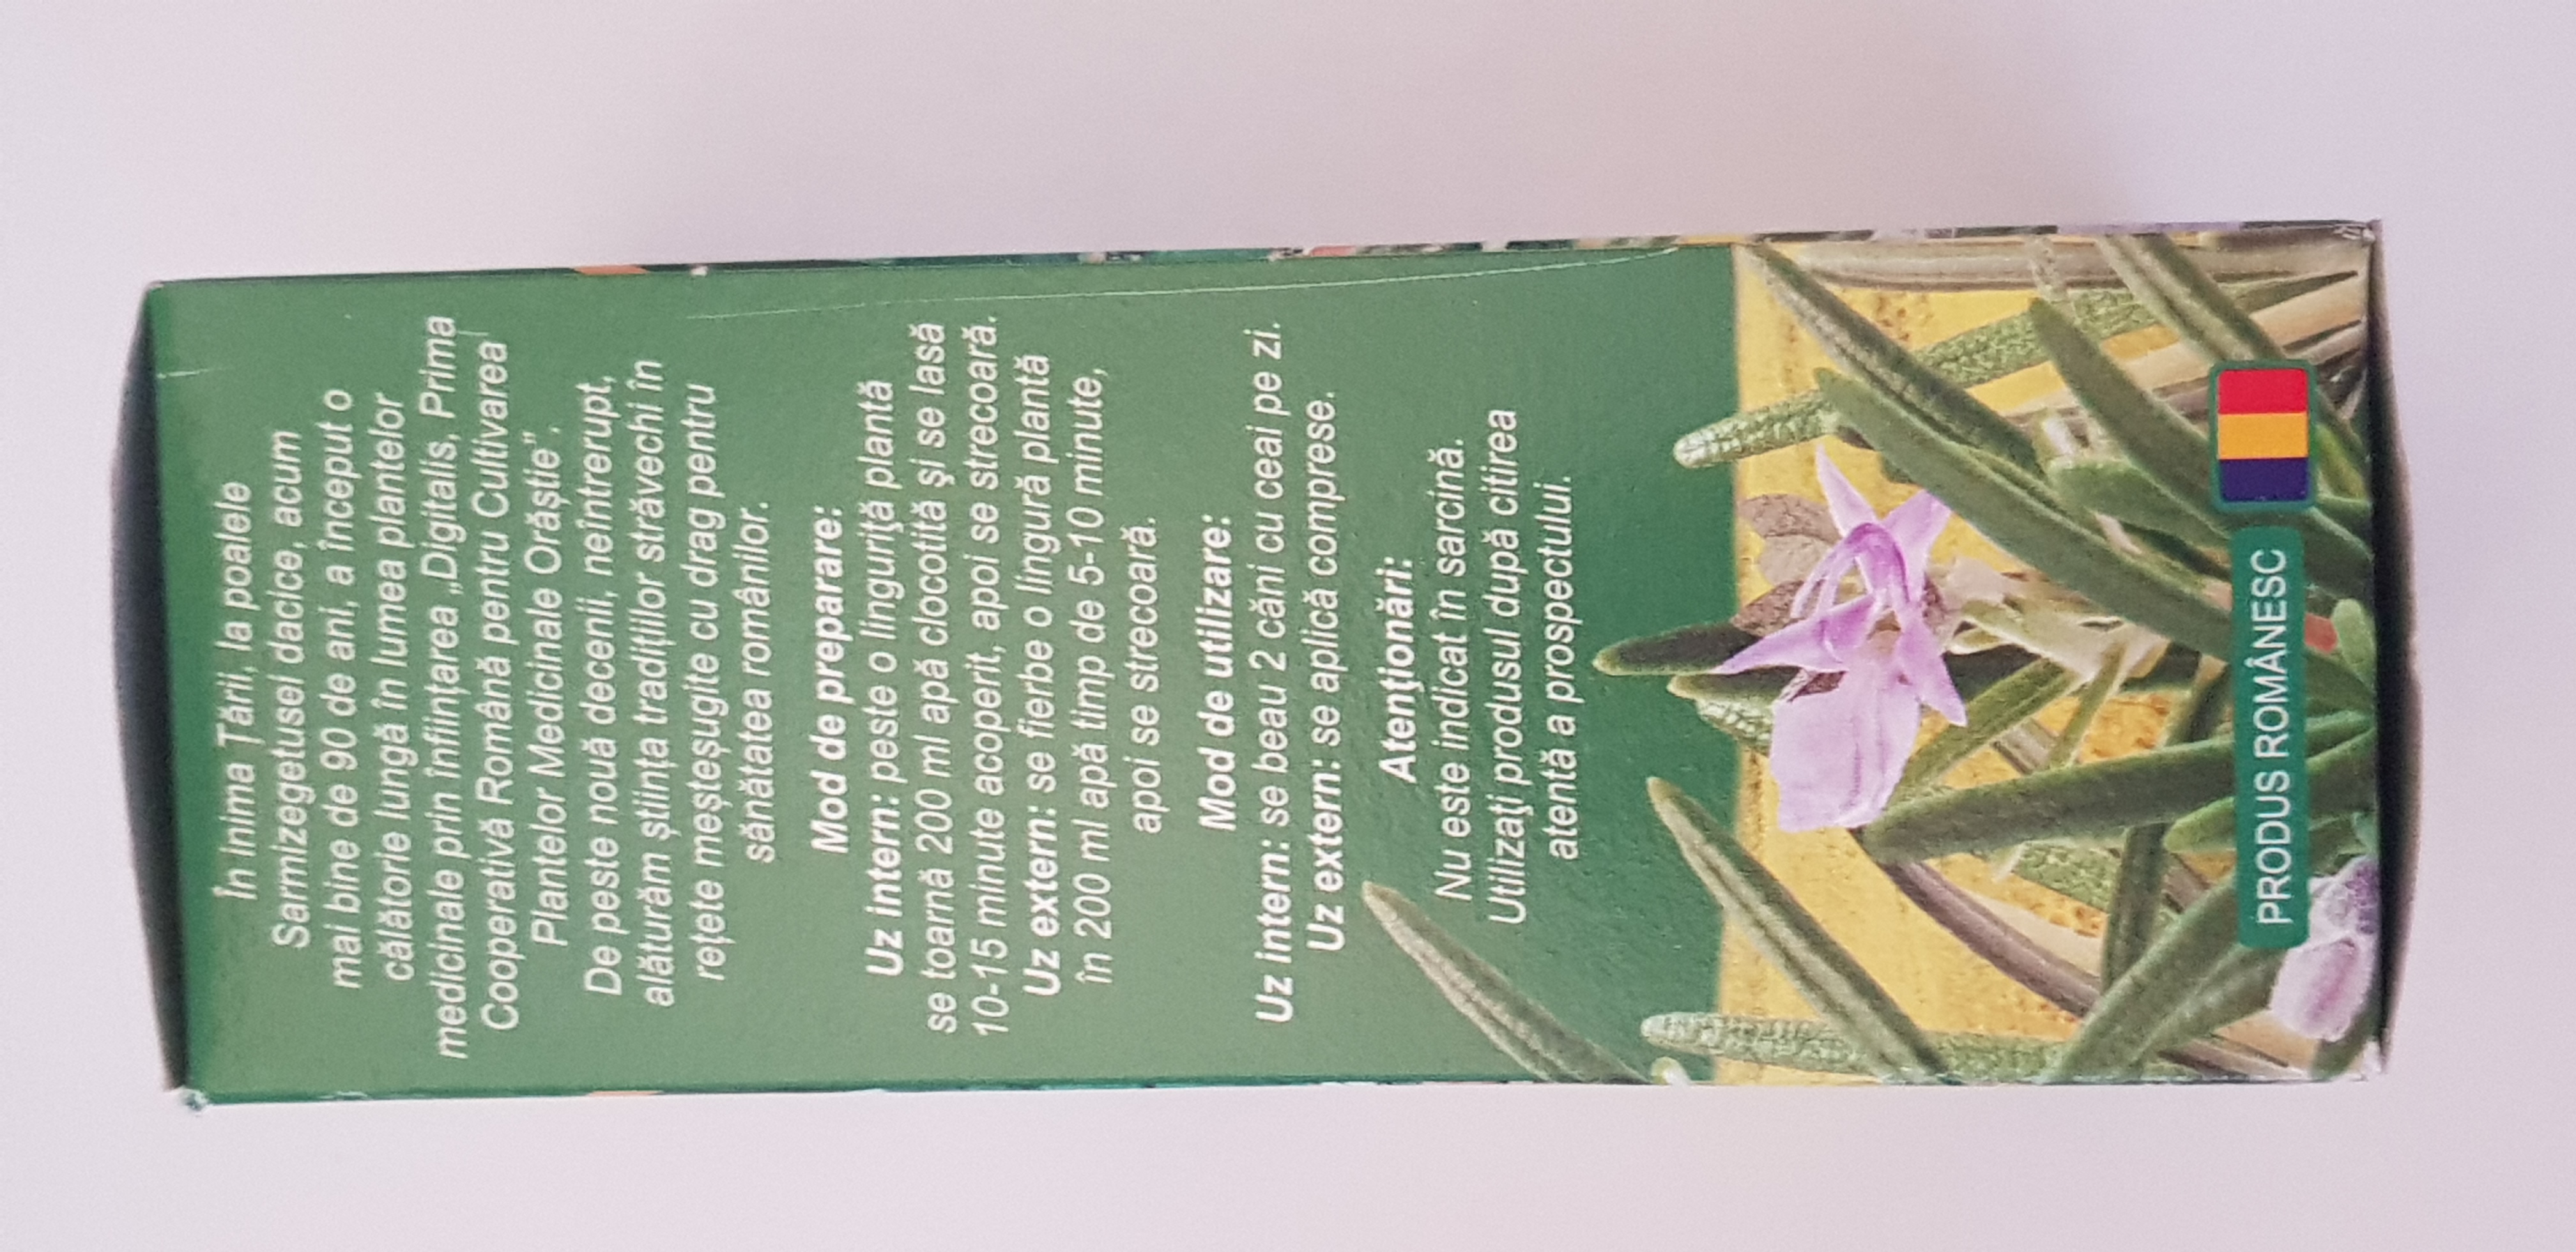 În inima Țării, la poalele
Sarmizegetusei dacice, acum
mai bine de 90 de ani, a început o
călătorie lungă în lumea plantelor
medicinale prin înființarea „Digitalis, Prima
Cooperativă Română pentru Cultivarea
Plantelor Medicinale Orăștie”.
De peste nouă decenii, neîntrerupt,
alăturăm știința tradițiilor străvechi în
rețete meșteșugite cu drag pentru
sănătatea românilor.
Mod de preparare:
Uz intern: peste o linguriţă plantă
se toarnă 200 ml apă clocotită şi se lasă
10-15 minute acoperit, apoi se strecoară.
Uz extern: se fierbe o lingură plantă
în 200 ml apă timp de 5-10 minute,
apoi se strecoară.
Mod de utilizare:
Uz intern: se beau 2 căni cu ceai pe zi.
Uz extern: se aplică comprese.
Atenţionări:
Nu este indicat în sarcină.
Utilizaţi produsul după citirea
atentă a prospectului.
PRODUS ROMÂNESC